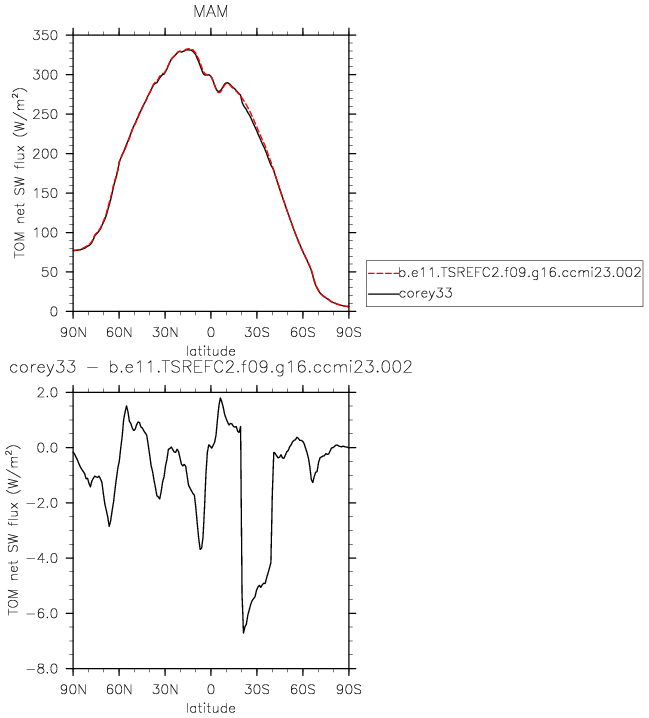 MAM
350
300
250
200
150
100
50
0
TOM net SW flux (W/m²)
90N 60N 30N 0 30S 60S 90S
latitude
b.e11.TSREFC2.f09.g16.ccmi23.002
corey33
corey33 − b.e11.TSREFC2.f09.g16.ccmi23.002
2.0
0.0
−2.0
−4.0
−6.0
−8.0
TOM net SW flux (W/m²)
90N 60N 30N 0 30S 60S 90S
latitude